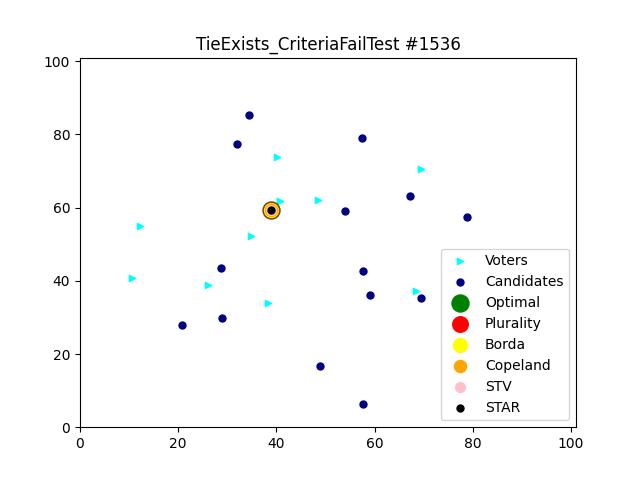 TieExists_CriteriaFailTest #1536
100
80
60
40
20
0
0 20 40 60 80 100
Voters
Candidates
Optimal
Plurality
Borda
Copeland
STV
STAR